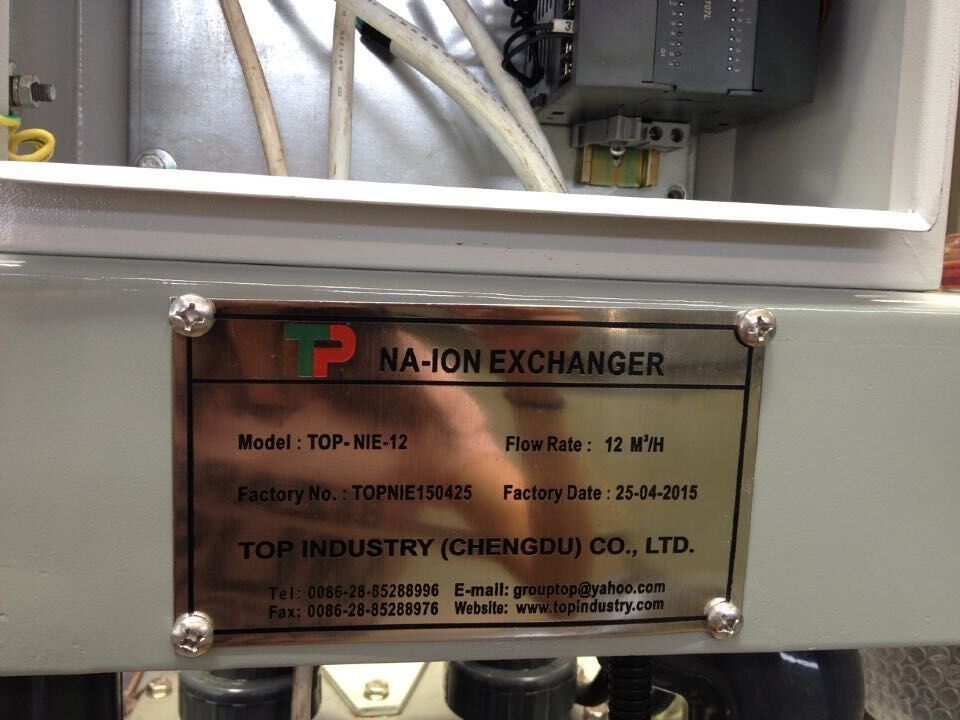 107L
3
TP NA-ION EXCHANGER
Model : TOP- NIE-12 Flow Rate : 12 M³/H
Factory No. : TOPNIE150425 Factory Date : 25-04-2015
TOP INDUSTRY (CHENGDU) CO., LTD.
Tel: 0086-28-85288996 E-mail: grouptop@yahoo.com
Fax: 0086-28-85288976 Website: www.topindustry.com